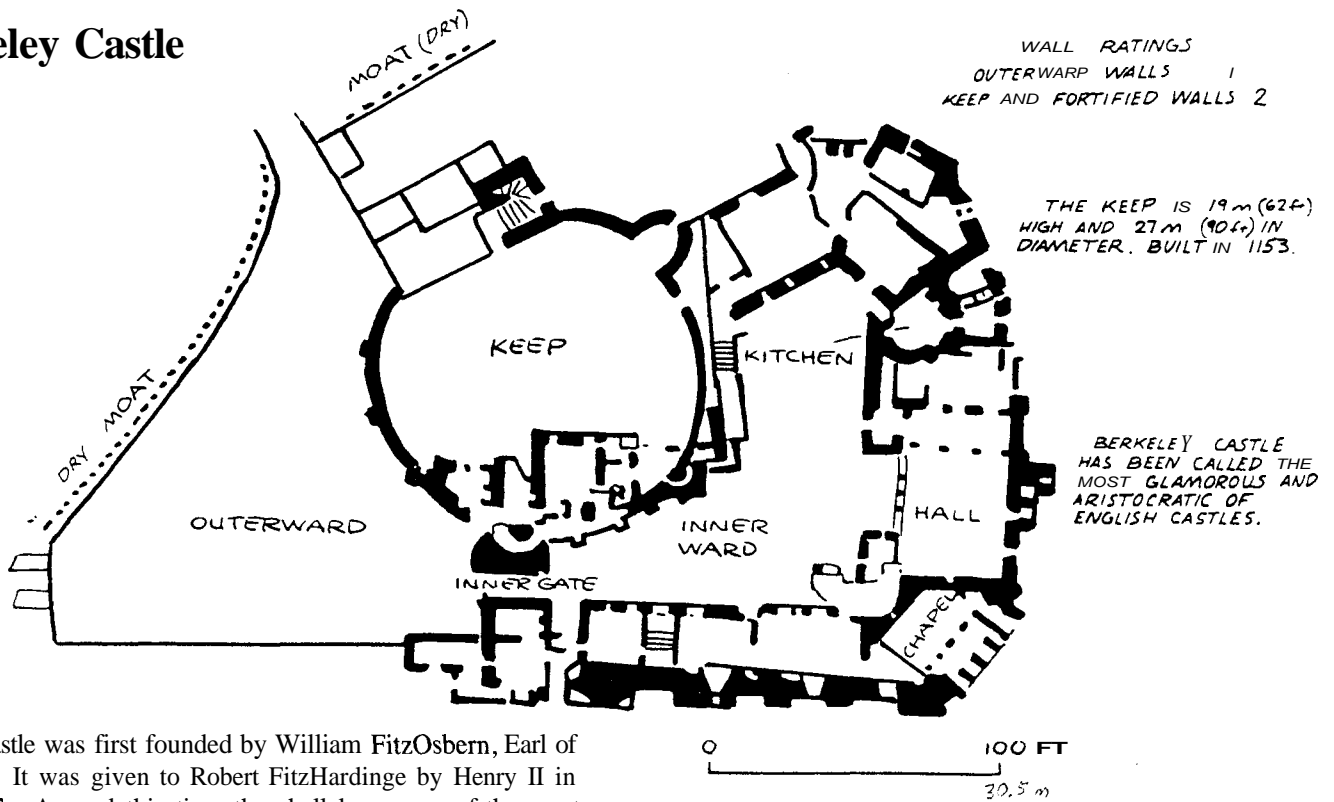 eley Castle
MOAT (DRY)
WALL RATINGS
OUTERWARP WALLS 1
KEEP AND FORTIFIED WALLS 2
THE KEEP IS 19 m (62 ft)
HIGH AND 27 m (90 ft) IN
DIAMETER. BUILT IN 1153.
KEEP
KITCHEN
DRY MOAT
BERKELEY CASTLE
HAS BEEN CALLED THE
MOST GLAMOROUS AND
ARISTOCRATIC OF
ENGLISH CASTLES.
OUTERWARD
INNER
WARD
HALL
INNER GATE
CHAPEL
astle was first founded by William FitzOsbern, Earl of
It was given to Robert FitzHardinge by Henry II in
0 100 FT
30.5 m